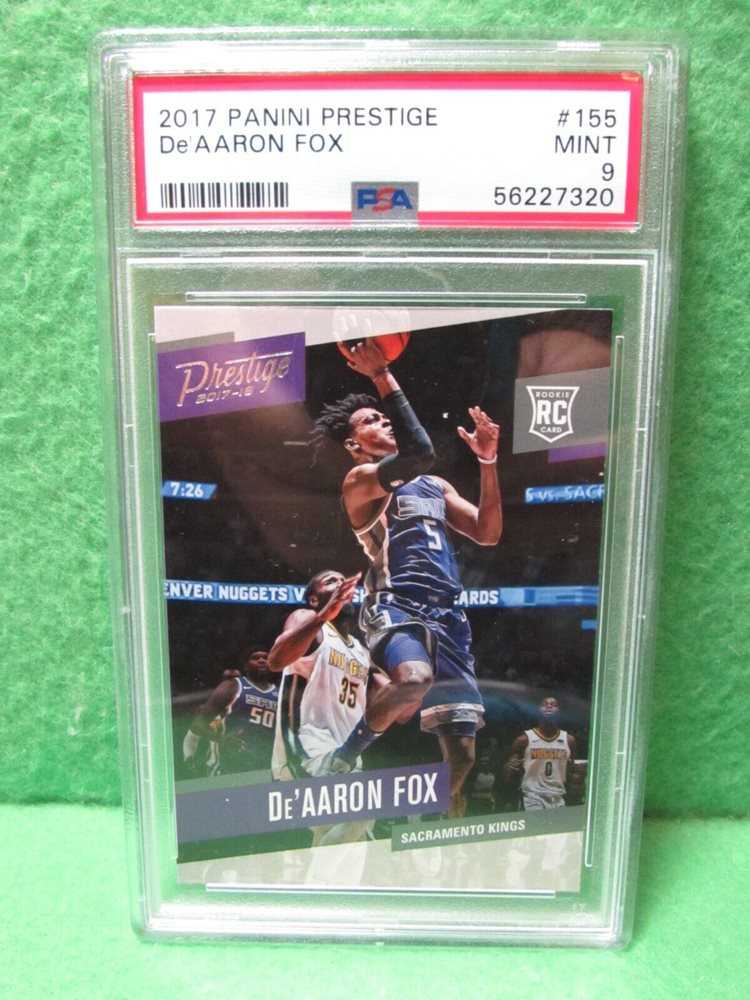 2017 PANINI PRESTIGE #155
De'AARON FOX MINT
9
PSA 56227320
Prestige
2017-18
ROOKIE
RC
CARD
7:26
5
ENVER NUGGETS V
ARDS
NUGGETS
35
50
NUGGETS
0
De'AARON FOX
SACRAMENTO KINGS